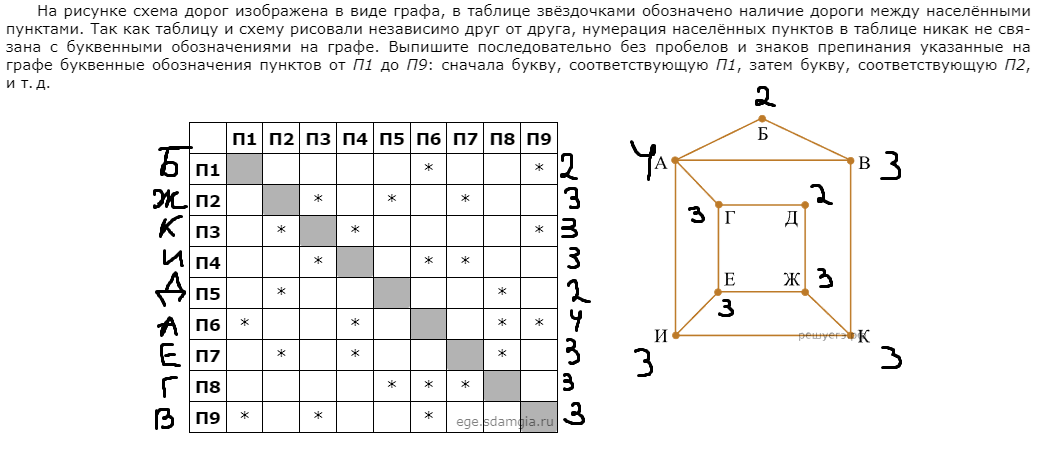 На рисунке схема дорог изображена в виде графа, в таблице звёздочками обозначено наличие дороги между населёнными
пунктами. Так как таблицу и схему рисовали независимо друг от друга, нумерация населённых пунктов в таблице никак не свя-
зана с буквенными обозначениями на графе. Выпишите последовательно без пробелов и знаков препинания указанные на
графе буквенные обозначения пунктов от П1 до П9: сначала букву, соответствующую П1, затем букву, соответствующую П2,
и т. д.
П1 П2 П3 П4 П5 П6 П7 П8 П9
Б П1 * * 2
Ж П2 * * * 3
К П3 * * * 3
И П4 * * * 3
Д П5 * * 2
А П6 * * * * 4
Е П7 * * * 3
Г П8 * * * 3
В П9 * * * 3
ege.sdamgia.ru
2
Б
4 А В 3
3 Г Д 2
Е Ж 3
3
И К
решуегэ.рф
3 3